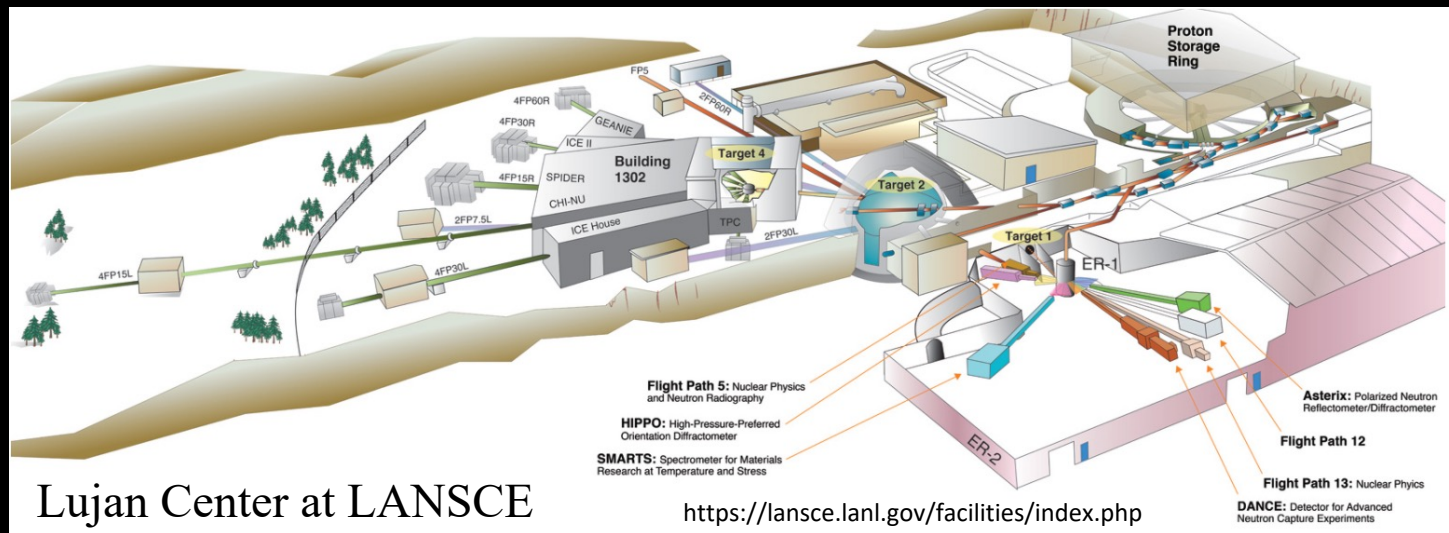 Proton
Storage
Ring
FP5
2FP60R
4FP60R
GEANIE
4FP30R
ICE II
Building
1302
Target 4
4FP15R
SPIDER
CHI-NU
Target 2
2FP7.5L
ICE House
TPC
2FP30L
Target 1
ER-1
4FP15L
4FP30L
Flight Path 5: Nuclear Physics
and Neutron Radiography
HIPPO: High-Pressure-Preferred
Orientation Diffractometer
SMARTS: Spectrometer for Materials
Research at Temperature and Stress
ER-2
Asterix: Polarized Neutron
Reflectometer/Diffractometer
Flight Path 12
Flight Path 13: Nuclear Phyics
DANCE: Detector for Advanced
Neutron Capture Experiments
Lujan Center at LANSCE
https://lansce.lanl.gov/facilities/index.php